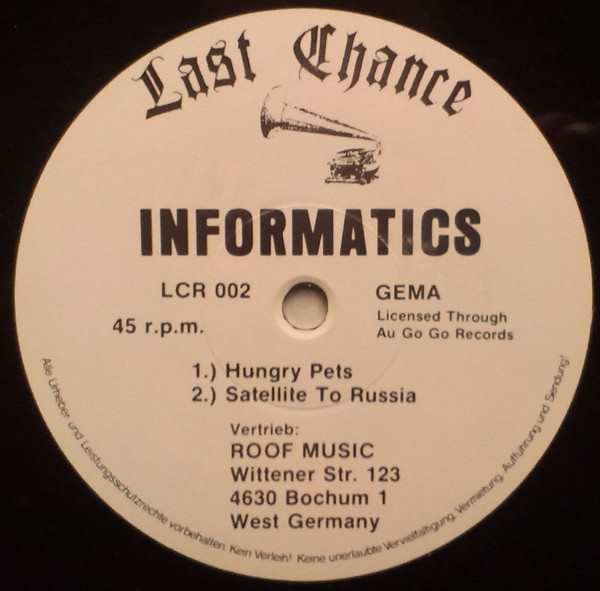 Last Chance
INFORMATICS
LCR 002
GEMA
45 r.p.m.
Licensed Through
Au Go Go Records
1.) Hungry Pets
2.) Satellite To Russia
Vertrieb:
ROOF MUSIC
Wittener Str. 123
4630 Bochum 1
West Germany
Alle Urheber und Leistungsschutzrechte vorbehalten. Kein Verleih! Keine unerlaubte Vervielfältigung, Vermietung, Aufführung und Sendung!